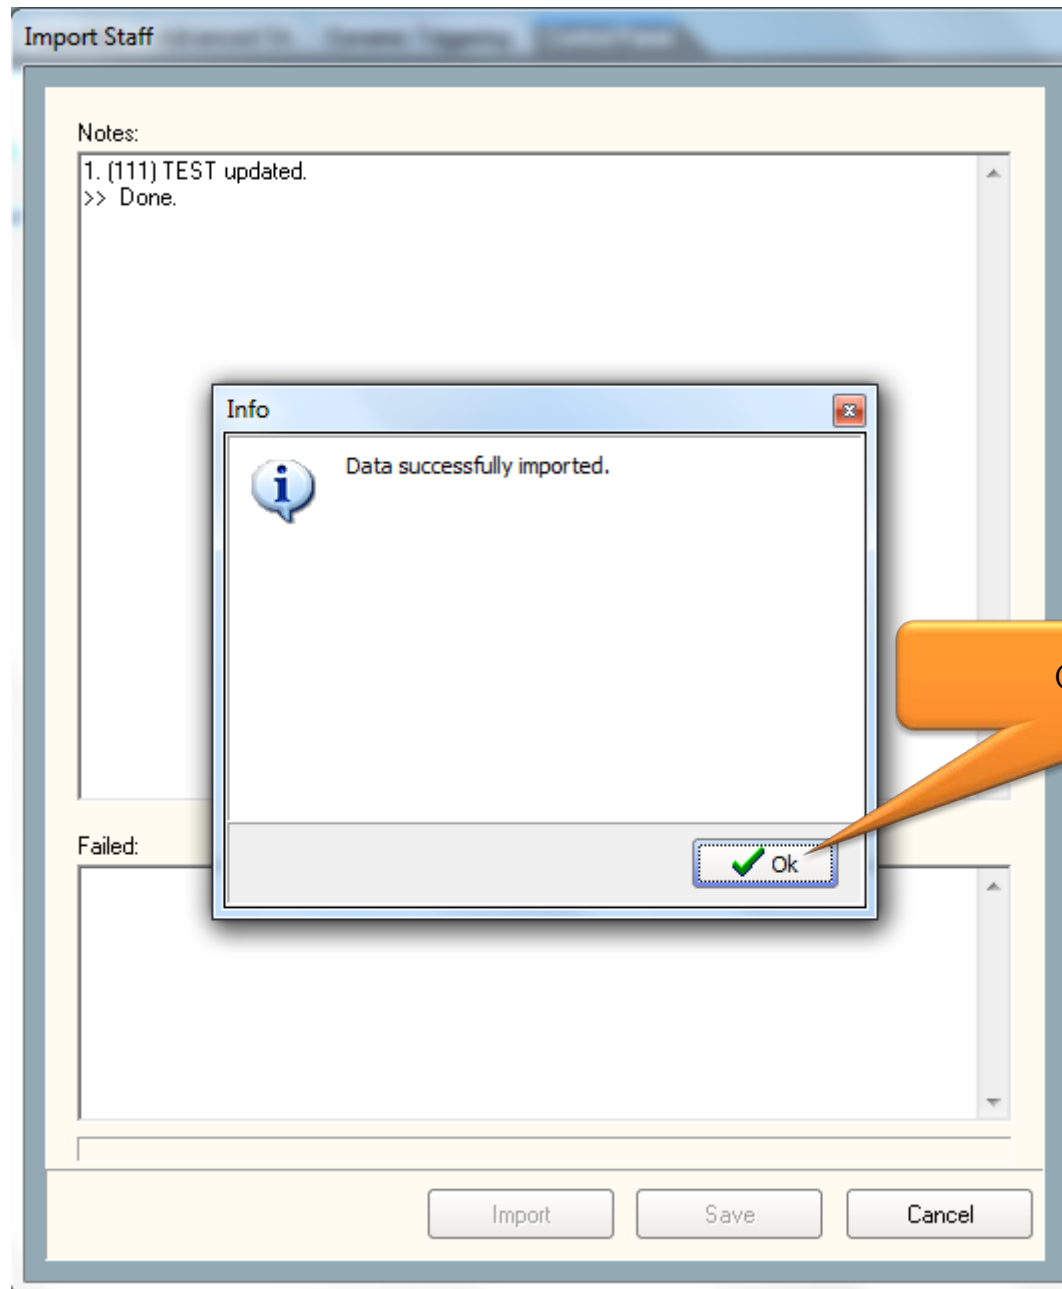 Import Staff
Notes:
1. (111) TEST updated.
>> Done.
Info
Data successfully imported.
Ok
Failed:
Import
Save
Cancel